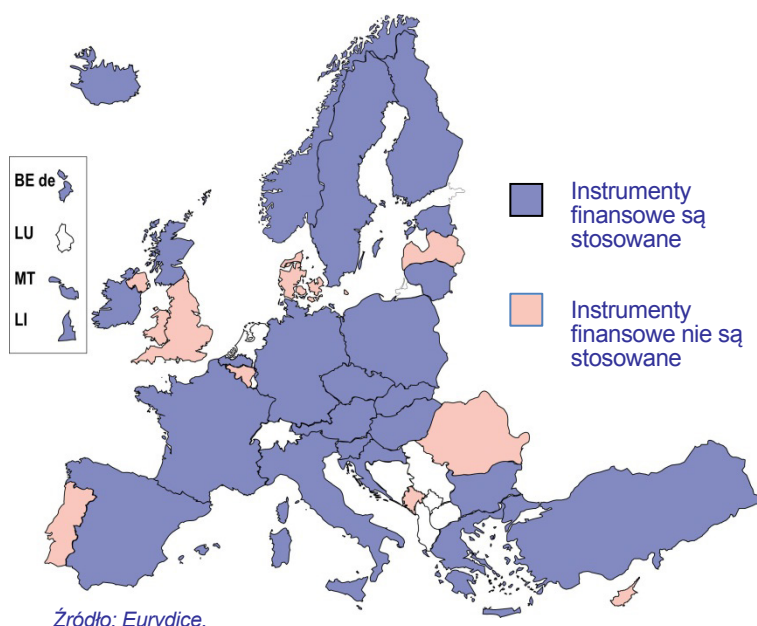 BE de
LU
MT
LI
Instrumenty
finansowe są
stosowane
Instrumenty
finansowe nie są
stosowane
Źródło: Eurydice.